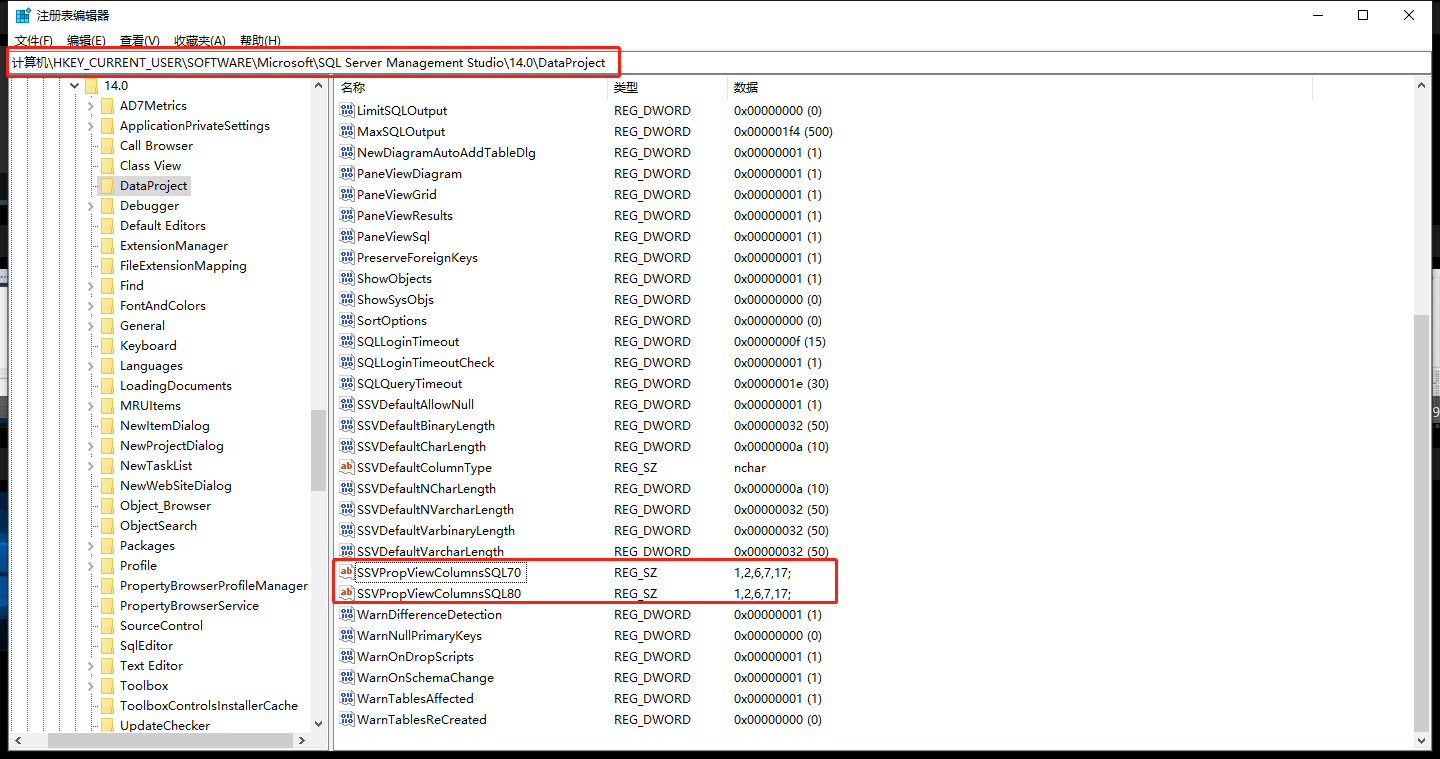 注册表编辑器
文件(F) 编辑(E) 查看(V) 收藏夹(A) 帮助(H)
计算机\HKEY_CURRENT_USER\SOFTWARE\Microsoft\SQL Server Management Studio\14.0\DataProject
14.0
AD7Metrics
ApplicationPrivateSettings
Call Browser
Class View
DataProject
Debugger
Default Editors
ExtensionManager
FileExtensionMapping
Find
FontAndColors
General
Keyboard
Languages
LoadingDocuments
MRUItems
NewItemDialog
NewProjectDialog
NewTaskList
NewWebSiteDialog
Object_Browser
ObjectSearch
Packages
Profile
PropertyBrowserProfileManager
PropertyBrowserService
SourceControl
SqlEditor
Text Editor
Toolbox
ToolboxControlsInstallerCache
UpdateChecker
名称 类型 数据
LimitSQLOutput REG_DWORD 0x00000000 (0)
MaxSQLOutput REG_DWORD 0x000001f4 (500)
NewDiagramAutoAddTableDlg REG_DWORD 0x00000001 (1)
PaneViewDiagram REG_DWORD 0x00000001 (1)
PaneViewGrid REG_DWORD 0x00000001 (1)
PaneViewResults REG_DWORD 0x00000001 (1)
PaneViewSql REG_DWORD 0x00000001 (1)
PreserveForeignKeys REG_DWORD 0x00000001 (1)
ShowObjects REG_DWORD 0x00000001 (1)
ShowSysObjs REG_DWORD 0x00000000 (0)
SortOptions REG_DWORD 0x00000000 (0)
SQLLoginTimeout REG_DWORD 0x0000000f (15)
SQLLoginTimeoutCheck REG_DWORD 0x00000001 (1)
SQLQueryTimeout REG_DWORD 0x0000001e (30)
SSVDefaultAllowNull REG_DWORD 0x00000001 (1)
SSVDefaultBinaryLength REG_DWORD 0x00000032 (50)
SSVDefaultCharLength REG_DWORD 0x0000000a (10)
SSVDefaultColumnType REG_SZ nchar
SSVDefaultNCharLength REG_DWORD 0x0000000a (10)
SSVDefaultNVarcharLength REG_DWORD 0x00000032 (50)
SSVDefaultVarbinaryLength REG_DWORD 0x00000032 (50)
SSVDefaultVarcharLength REG_DWORD 0x00000032 (50)
SSVPropViewColumnsSQL70 REG_SZ 1,2,6,7,17;
SSVPropViewColumnsSQL80 REG_SZ 1,2,6,7,17;
WarnDifferenceDetection REG_DWORD 0x00000001 (1)
WarnNullPrimaryKeys REG_DWORD 0x00000000 (0)
WarnOnDropScripts REG_DWORD 0x00000001 (1)
WarnOnSchemaChange REG_DWORD 0x00000001 (1)
WarnTablesAffected REG_DWORD 0x00000001 (1)
WarnTablesReCreated REG_DWORD 0x00000000 (0)